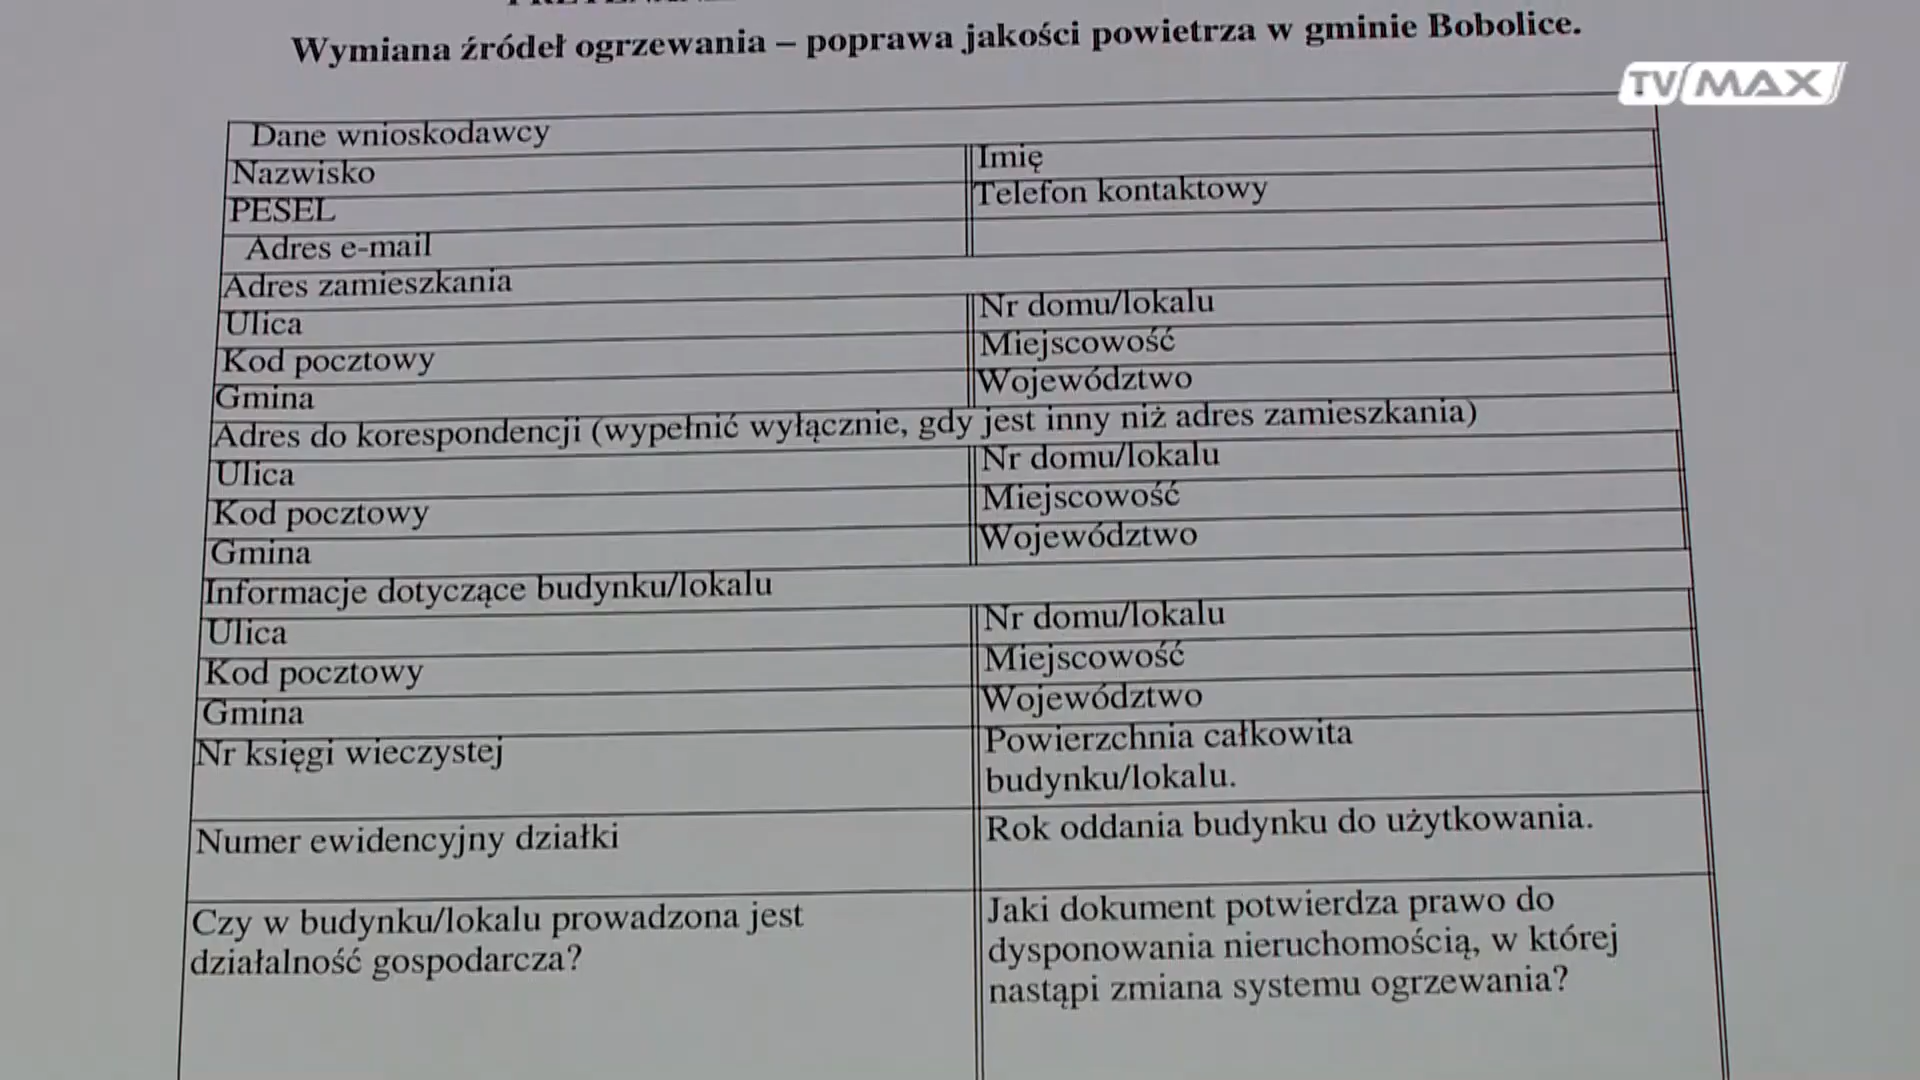 Wymiana źródeł ogrzewania – poprawa jakości powietrza w gminie Bobolice.
TV MAX
Dane wnioskodawcy
Nazwisko
Imię
PESEL
Telefon kontaktowy
Adres e-mail
Adres zamieszkania
Ulica
Nr domu/lokalu
Kod pocztowy
Miejscowość
Gmina
Województwo
Adres do korespondencji (wypełnić wyłącznie, gdy jest inny niż adres zamieszkania)
Ulica
Nr domu/lokalu
Kod pocztowy
Miejscowość
Gmina
Województwo
Informacje dotyczące budynku/lokalu
Ulica
Nr domu/lokalu
Kod pocztowy
Miejscowość
Gmina
Województwo
Nr księgi wieczystej
Powierzchnia całkowita
budynku/lokalu.
Numer ewidencyjny działki
Rok oddania budynku do użytkowania.
Czy w budynku/lokalu prowadzona jest
działalność gospodarcza?
Jaki dokument potwierdza prawo do
dysponowania nieruchomością, w której
nastąpi zmiana systemu ogrzewania?